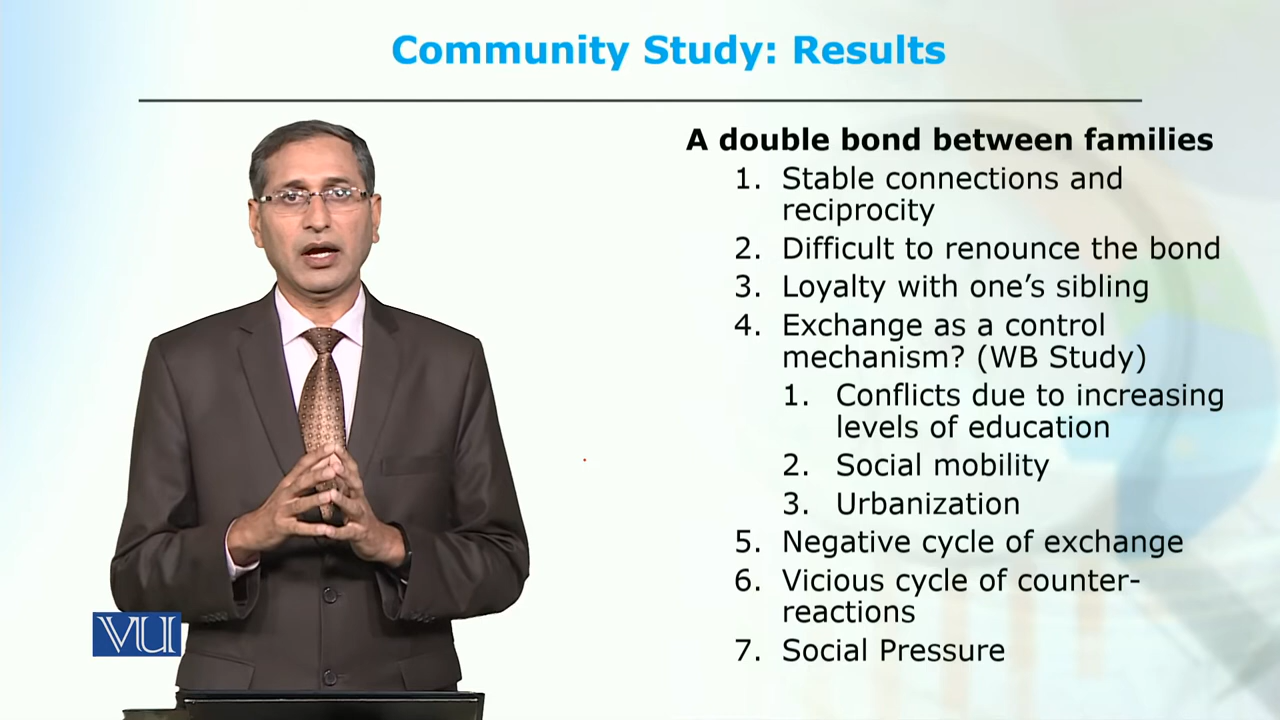 Community Study: Results
A double bond between families
1. Stable connections and
reciprocity
2. Difficult to renounce the bond
3. Loyalty with one’s sibling
4. Exchange as a control
mechanism? (WB Study)
1. Conflicts due to increasing
levels of education
2. Social mobility
3. Urbanization
5. Negative cycle of exchange
6. Vicious cycle of counter-
reactions
7. Social Pressure
VU